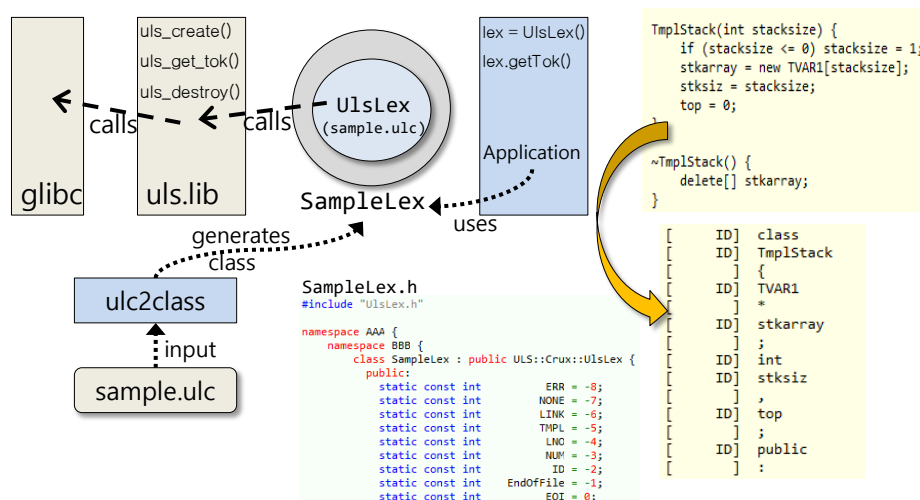 uls_create()
uls_get_tok()
uls_destroy()
lex = UlsLex()
lex.getTok()
UlsLex
(sample.ulc)
calls
calls
Application
glibc
uls.lib
SampleLex
uses
generates
class
ulc2class
input
sample.ulc
TmplStack(int stacksize) {
if (stacksize <= 0) stacksize = 1;
stkarray = new TVAR1[stacksize];
stksiz = stacksize;
top = 0;
}
~TmplStack() {
delete[] stkarray;
}
SampleLex.h
#include "UlsLex.h"
namespace AAA {
namespace BBB {
class SampleLex : public ULS::Crux::UlsLex {
public:
static const int ERR = -8;
static const int NONE = -7;
static const int LINK = -6;
static const int TMPL = -5;
static const int LNO = -4;
static const int NUM = -3;
static const int ID = -2;
static const int EndOfFile = -1;
static const int EOI = 0;
[ ID] class
[ ID] TmplStack
[ ] {
[ ID] TVAR1
[ ] *
[ ID] stkarray
[ ] ;
[ ID] int
[ ID] stksiz
[ ] ,
[ ID] top
[ ] ;
[ ID] public
[ ] :